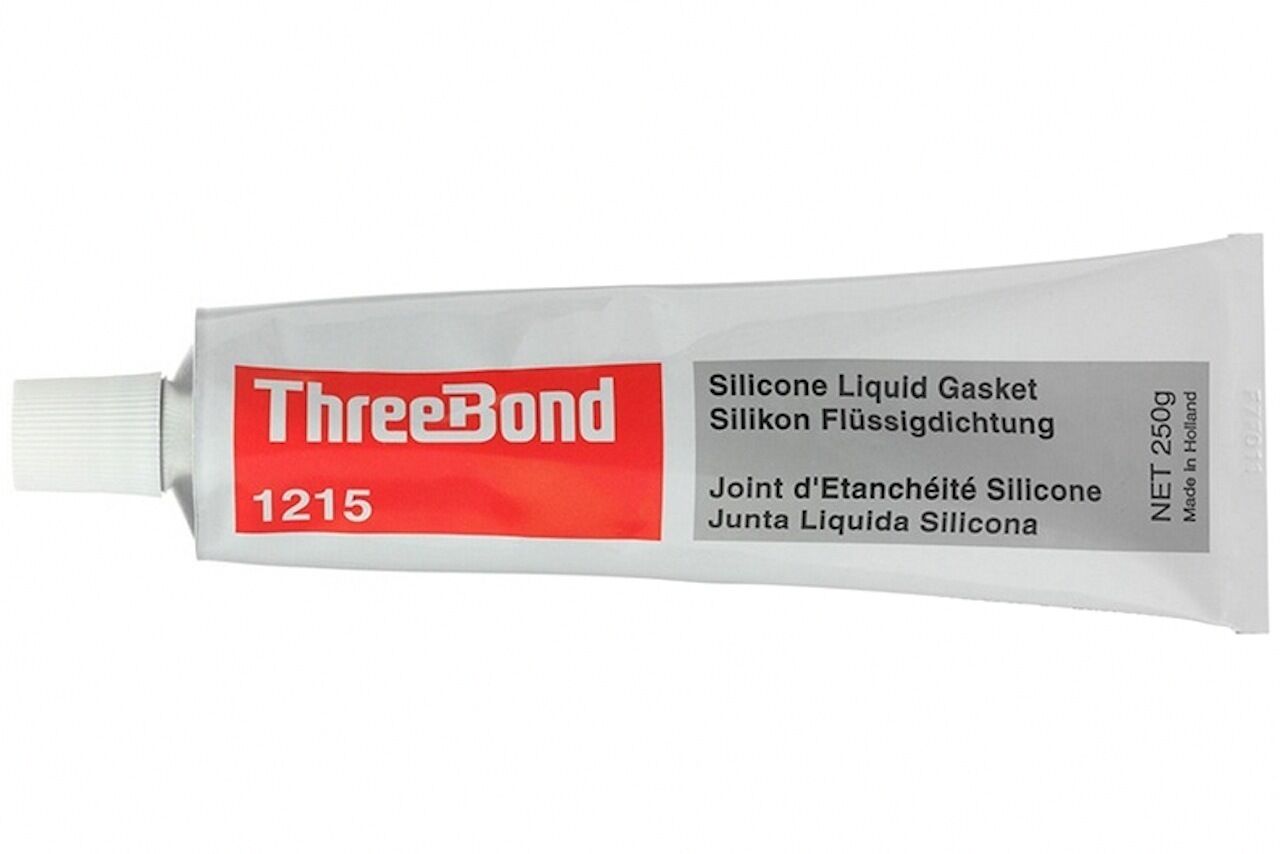 ThreeBond
1215
Silicone Liquid Gasket
Silikon Flüssigdichtung
Joint d'Etanchéité Silicone
Junta Liquida Silicona
NET 250g
Made in Holland